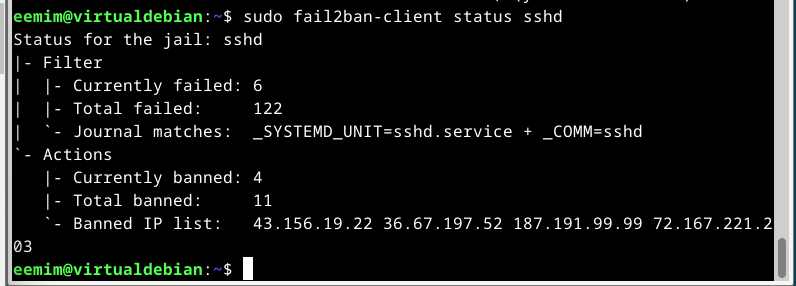 eemim@virtualdebian:~$ sudo fail2ban-client status sshd
Status for the jail: sshd
|- Filter
|  |- Currently failed: 6
|  |- Total failed:     122
|  `- Journal matches:  _SYSTEMD_UNIT=sshd.service + _COMM=sshd
`- Actions
   |- Currently banned: 4
   |- Total banned:     11
   `- Banned IP list:   43.156.19.22 36.67.197.52 187.191.99.99 72.167.221.2
03
eemim@virtualdebian:~$